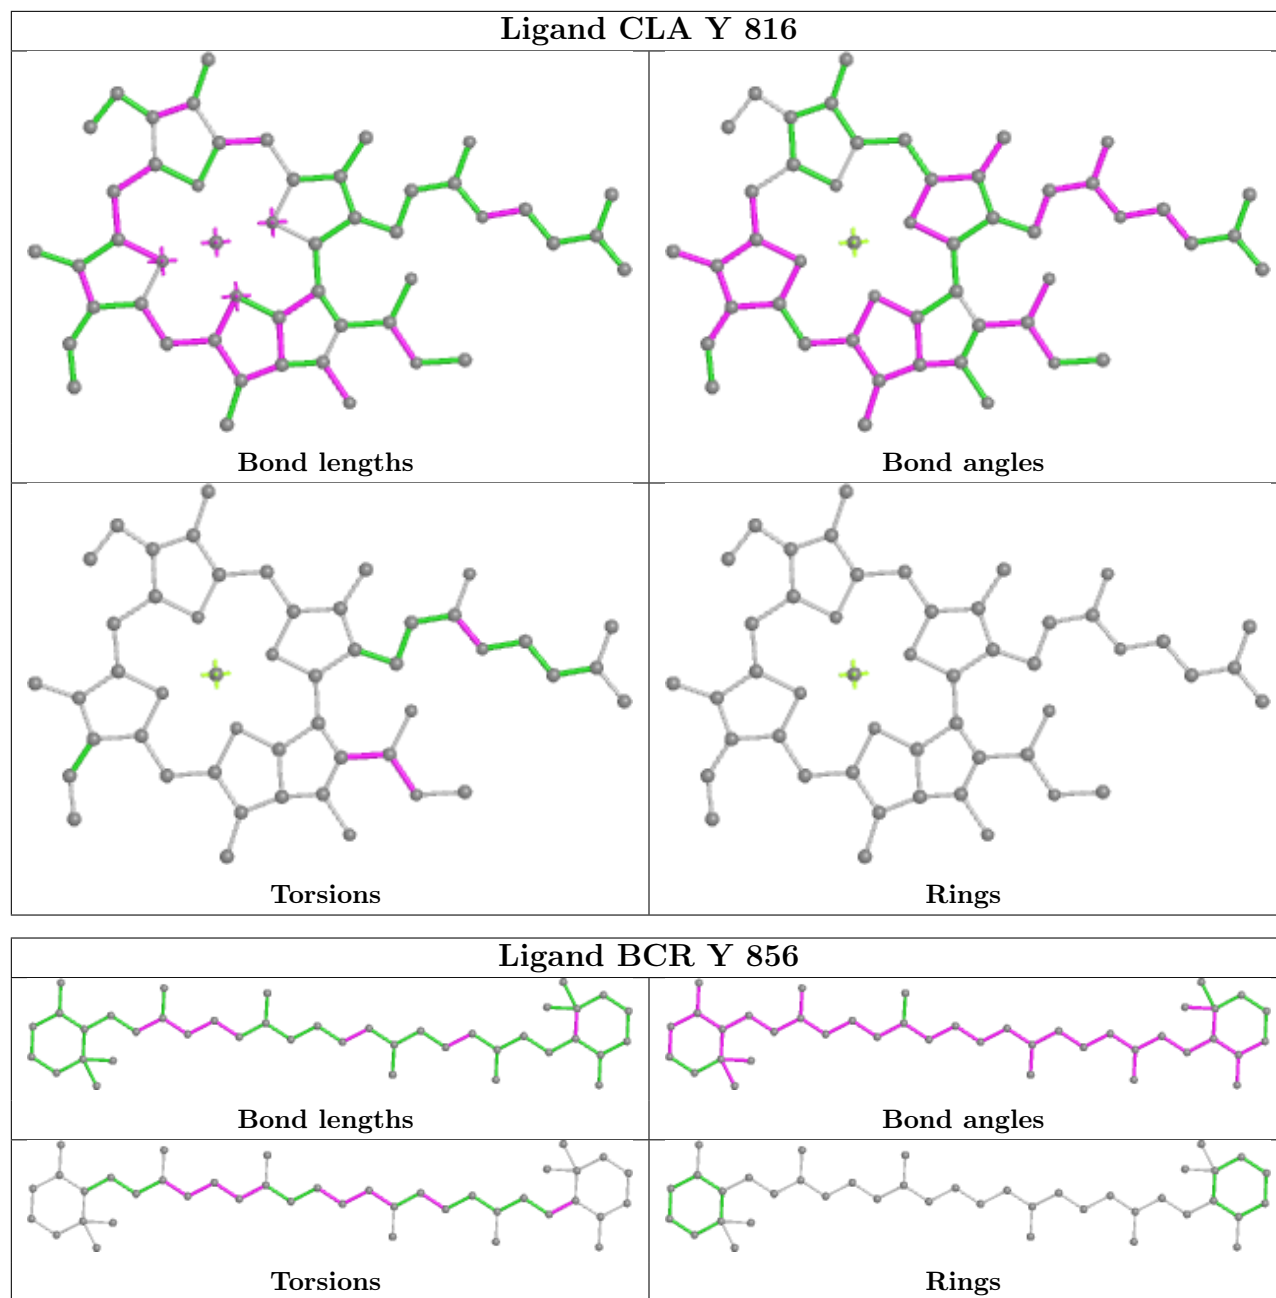 Ligand CLA Y 816
Bond lengths
Bond angles
Torsions
Rings
Ligand BCR Y 856
Bond lengths
Bond angles
Torsions
Rings